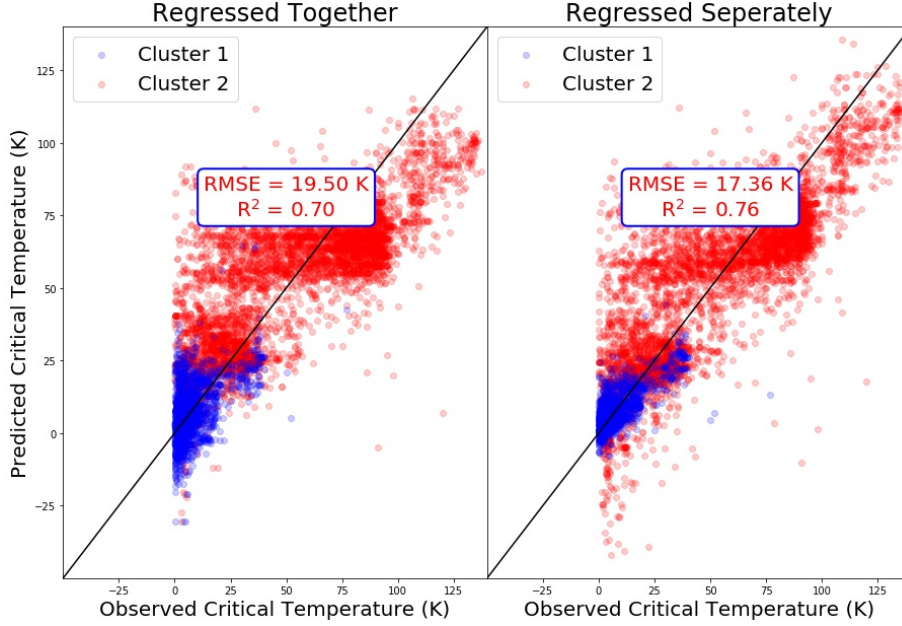 Regressed Together
Regressed Seperately
Cluster 1
Cluster 2
Cluster 1
Cluster 2
RMSE = 19.50 K
R² = 0.70
RMSE = 17.36 K
R² = 0.76
Predicted Critical Temperature (K)
125
100
75
50
25
0
−25
−25
0
25
50
75
100
125
−25
0
25
50
75
100
125
Observed Critical Temperature (K)
Observed Critical Temperature (K)